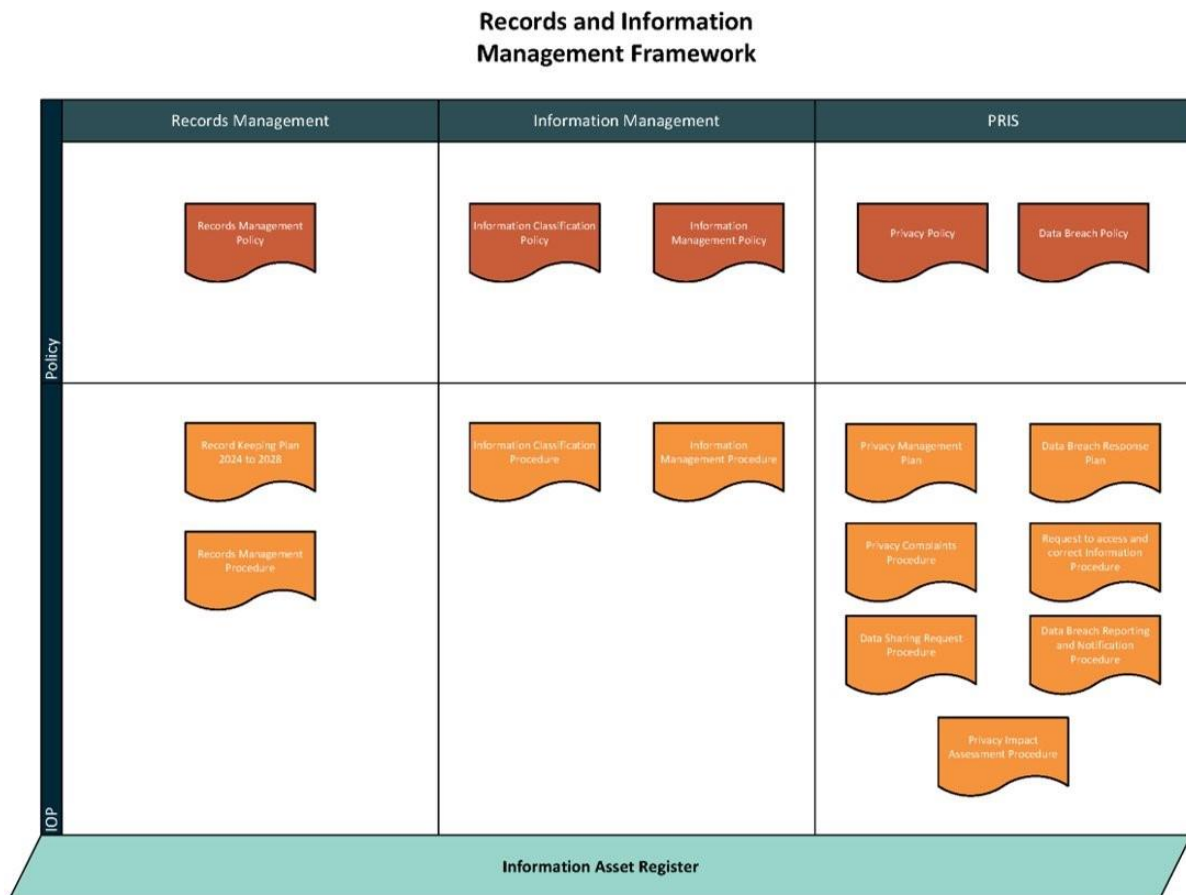 Records and Information
Management Framework
Records Management
Information Management
PRIS
Policy
Records Management
Policy
Information Classification
Policy
Information
Management Policy
Privacy Policy
Data Breach Policy
IOP
Record Keeping Plan
2024 to 2028
Records Management
Procedure
Information Classification
Procedure
Information
Management Procedure
Privacy Management
Plan
Data Breach Response
Plan
Privacy Complaints
Procedure
Request to access and
correct Information
Procedure
Data Sharing Request
Procedure
Data Breach Reporting
and Notification
Procedure
Privacy Impact
Assessment Procedure
Information Asset Register